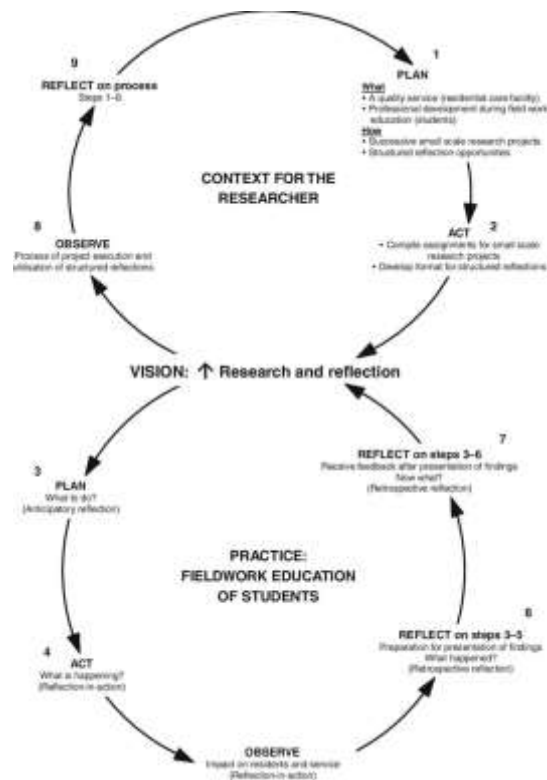 9
REFLECT on process
Steps 1–8
1
PLAN
What
• A quality service (residential care facility)
• Professional development during field work
education (students)
How
• Successive small scale research projects
• Structured reflection opportunities
CONTEXT FOR THE
RESEARCHER
8
OBSERVE
Process of project execution and
utilisation of structured reflections
2
ACT
• Compile assignments for small scale
research projects
• Develop format for structured reflections
VISION: ↑ Research and reflection
3
PLAN
What to do?
(Anticipatory reflection)
7
REFLECT on steps 3–6
Receive feedback after presentation of findings
Now what?
(Retrospective reflection)
PRACTICE:
FIELDWORK EDUCATION
OF STUDENTS
4
ACT
What is happening?
(Reflection-in-action)
6
REFLECT on steps 3–5
Preparation for presentation of findings
What happened?
(Retrospective reflection)
OBSERVE
Impact on residents and service
(Reflection-in-action)